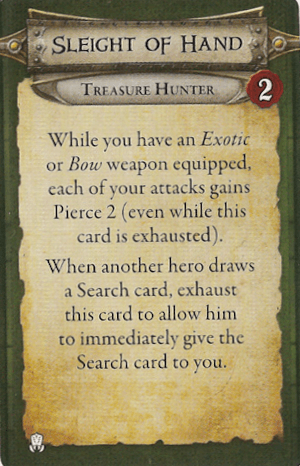 Sleight of Hand
Treasure Hunter
2
While you have an Exotic
or Bow weapon equipped,
each of your attacks gains
Pierce 2 (even while this
card is exhausted).
When another hero draws
a Search card, exhaust
this card to allow him
to immediately give the
Search card to you.